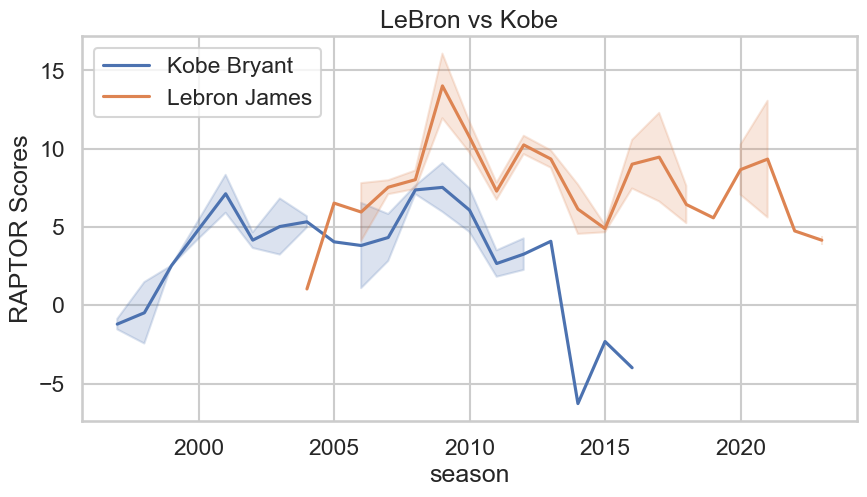 LeBron vs Kobe
Kobe Bryant
Lebron James
RAPTOR Scores
15
10
5
0
−5
2000 2005 2010 2015 2020
season